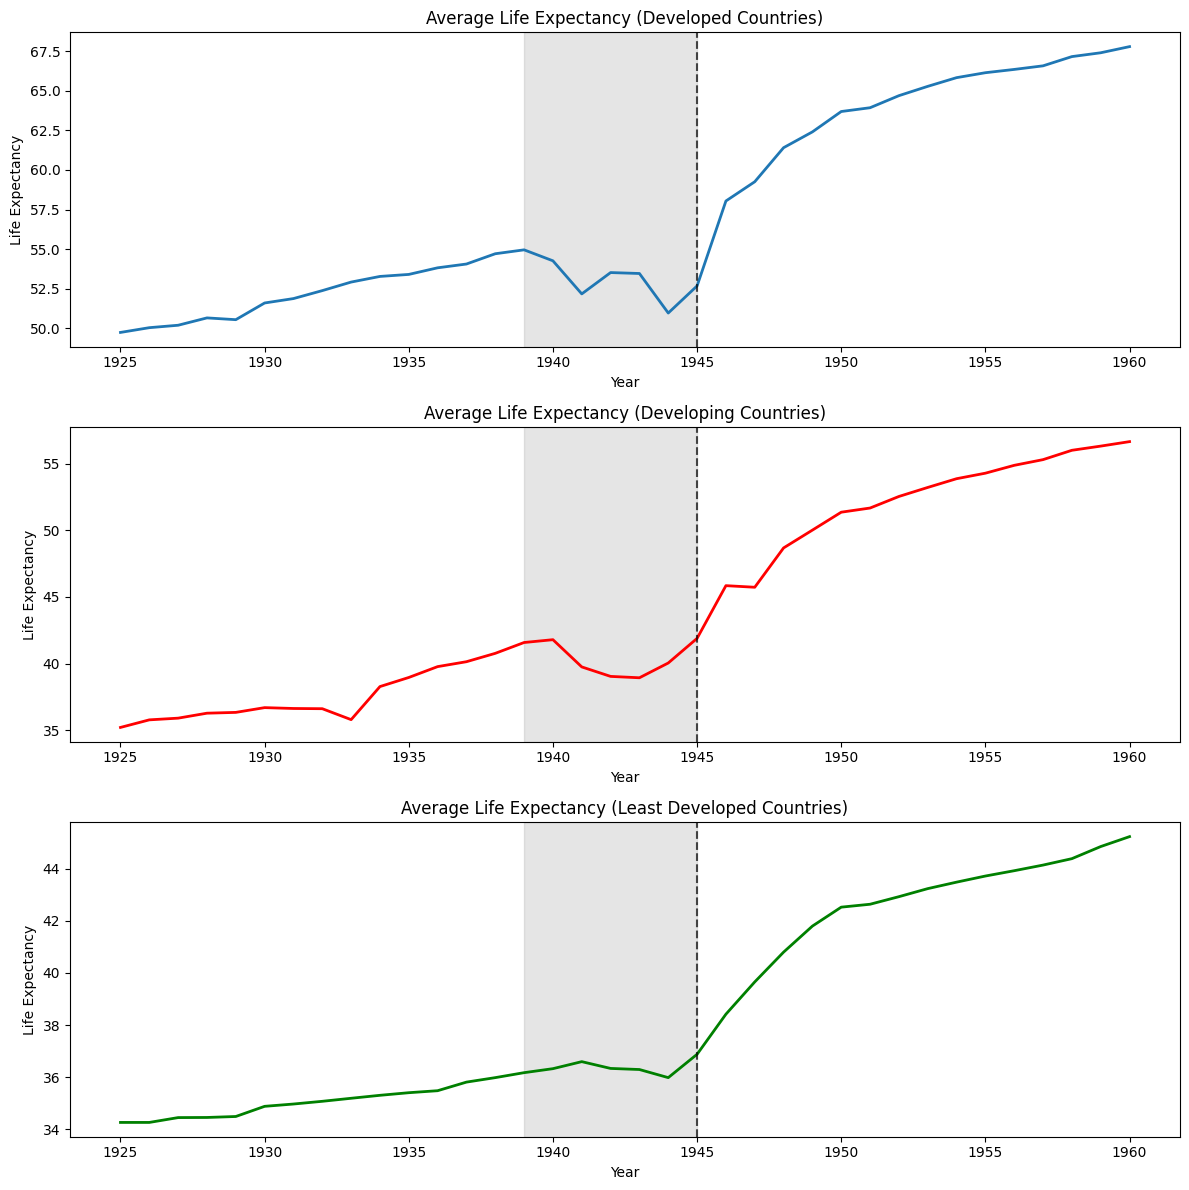 Average Life Expectancy (Developed Countries)
67.5
65.0
62.5
60.0
57.5
55.0
52.5
50.0
Life Expectancy
1925 1930 1935 1940 1945 1950 1955 1960
Year
Average Life Expectancy (Developing Countries)
55
50
45
40
35
Life Expectancy
1925 1930 1935 1940 1945 1950 1955 1960
Year
Average Life Expectancy (Least Developed Countries)
44
42
40
38
36
34
Life Expectancy
1925 1930 1935 1940 1945 1950 1955 1960
Year